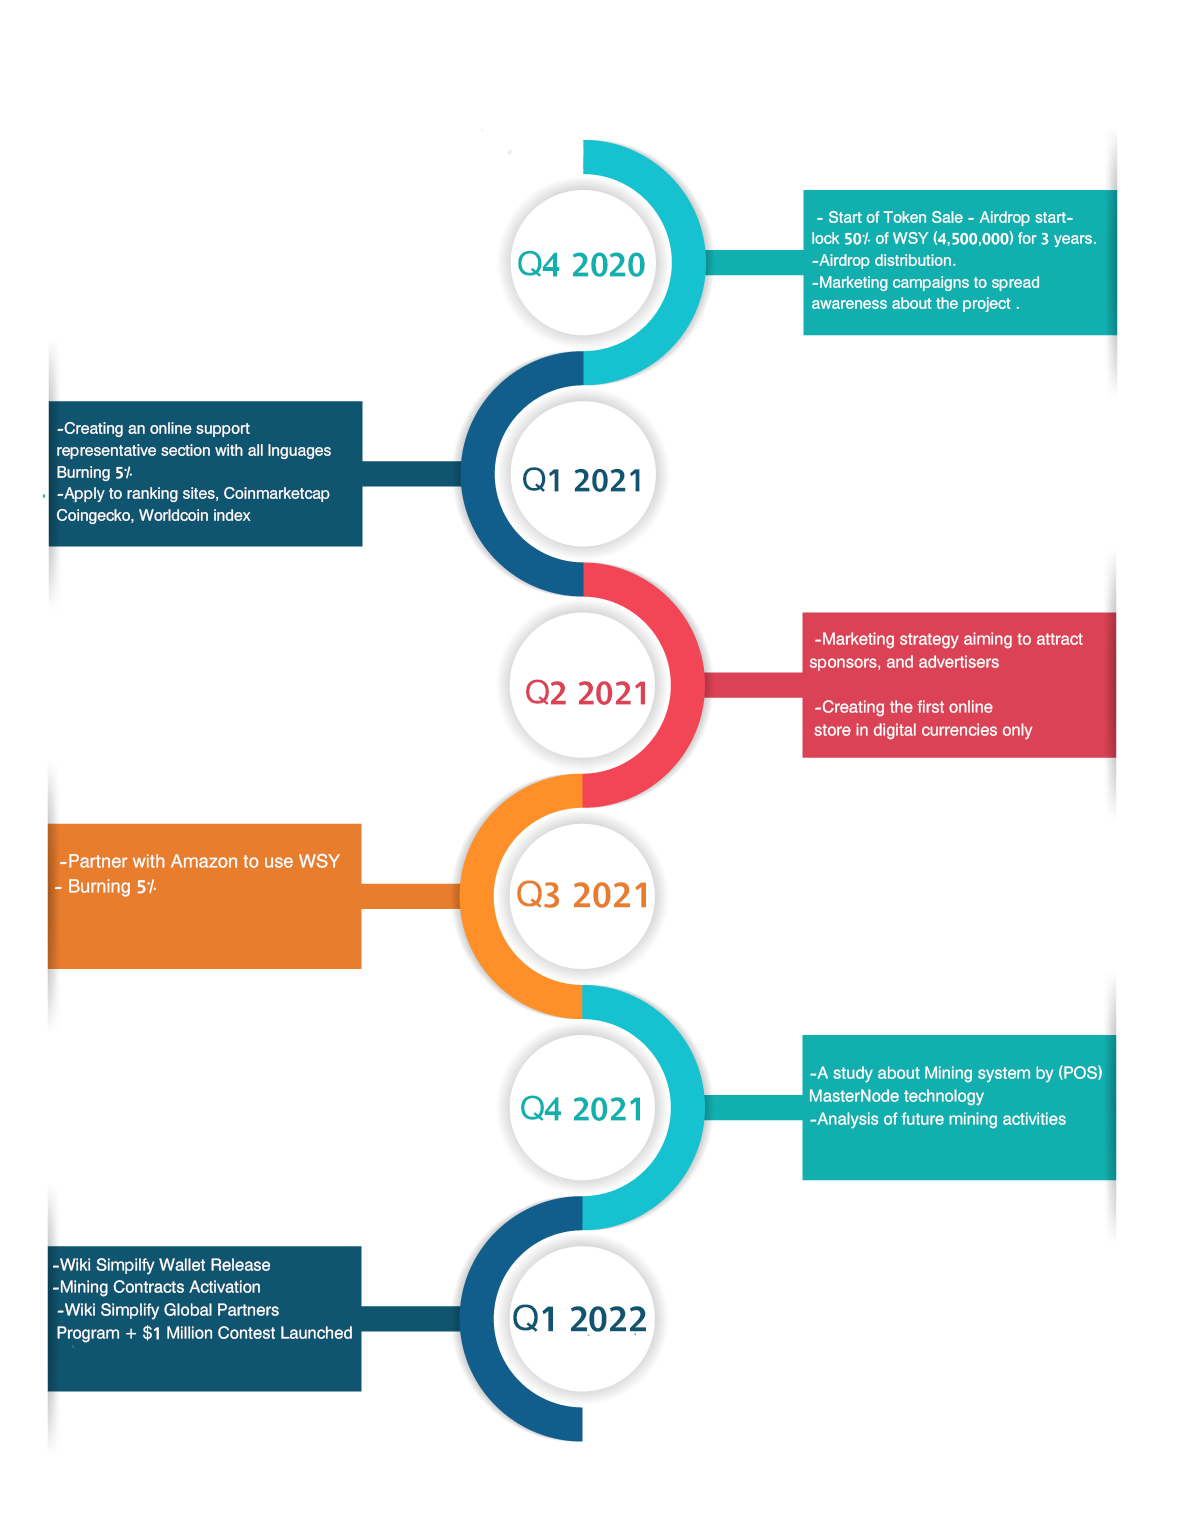 Q4 2020
- Start of Token Sale - Airdrop start-
lock 50% of WSY (4,500,000) for 3 years.
-Airdrop distribution.
-Marketing campaigns to spread
awareness about the project .
Q1 2021
-Creating an online support
representative section with all lnguages
Burning 5%
-Apply to ranking sites, Coinmarketcap
Coingecko, Worldcoin index
Q2 2021
-Marketing strategy aiming to attract
sponsors, and advertisers
-Creating the first online
store in digital currencies only
Q3 2021
-Partner with Amazon to use WSY
- Burning 5%
Q4 2021
-A study about Mining system by (POS)
MasterNode technology
-Analysis of future mining activities
Q1 2022
-Wiki Simpilfy Wallet Release
-Mining Contracts Activation
-Wiki Simplify Global Partners
Program + $1 Million Contest Launched